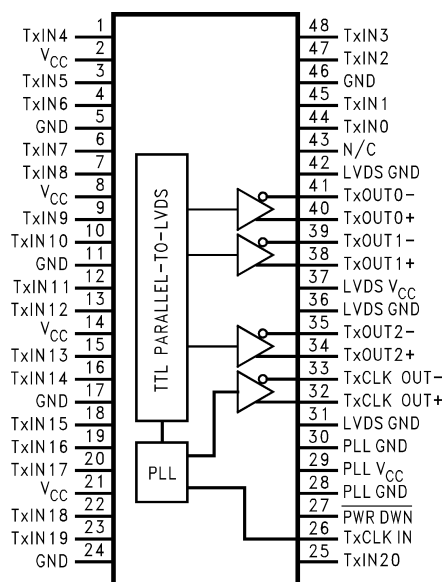 TxIN4 1
VCC 2
TxIN5 3
TxIN6 4
GND 5
TxIN7 6
TxIN8 7
VCC 8
TxIN9 9
TxIN10 10
GND 11
TxIN11 12
TxIN12 13
VCC 14
TxIN13 15
TxIN14 16
GND 17
TxIN15 18
TxIN16 19
TxIN17 20
VCC 21
TxIN18 22
TxIN19 23
GND 24
TTL PARALLEL-TO-LVDS
PLL
48 TxIN3
47 TxIN2
46 GND
45 TxIN1
44 TxIN0
43 N/C
42 LVDS GND
41 TxOUT0-
40 TxOUT0+
39 TxOUT1-
38 TxOUT1+
37 LVDS VCC
36 LVDS GND
35 TxOUT2-
34 TxOUT2+
33 TxCLK OUT-
32 TxCLK OUT+
31 LVDS GND
30 PLL GND
29 PLL VCC
28 PLL GND
27 PWR DWN
26 TxCLK IN
25 TxIN20